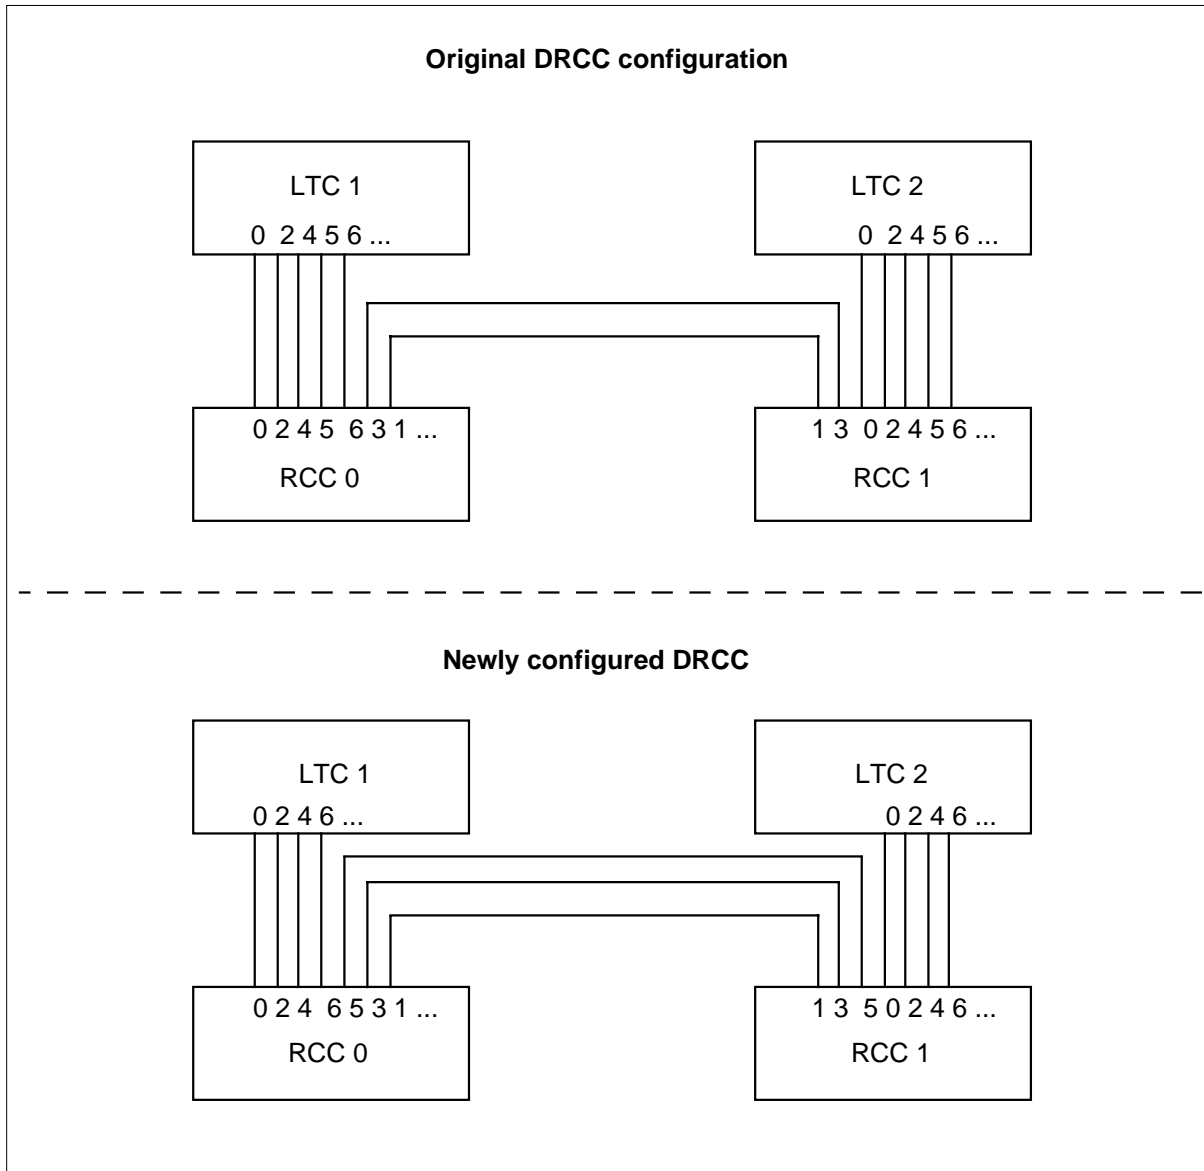 Original DRCC configuration
LTC 1
LTC 2
0 2 4 5 6 ...
0 2 4 5 6 ...
0 2 4 5 6 3 1 ...
1 3 0 2 4 5 6 ...
RCC 0
RCC 1
Newly configured DRCC
LTC 1
LTC 2
0 2 4 6 ...
0 2 4 6 ...
0 2 4 6 5 3 1 ...
1 3 5 0 2 4 6 ...
RCC 0
RCC 1